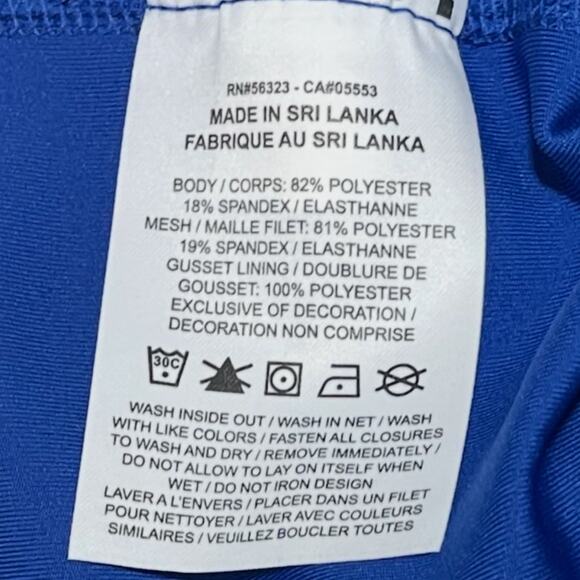 RN#56323 - CA#05553
MADE IN SRI LANKA
FABRIQUE AU SRI LANKA
BODY / CORPS: 82% POLYESTER
18% SPANDEX / ELASTHANNE
MESH / MAILLE FILET: 81% POLYESTER
19% SPANDEX / ELASTHANNE
GUSSET LINING / DOUBLURE DE
GOUSSET: 100% POLYESTER
EXCLUSIVE OF DECORATION /
DECORATION NON COMPRISE
30C
WASH INSIDE OUT / WASH IN NET / WASH
WITH LIKE COLORS / FASTEN ALL CLOSURES
TO WASH AND DRY / REMOVE IMMEDIATELY /
DO NOT ALLOW TO LAY ON ITSELF WHEN
WET / DO NOT IRON DESIGN
LAVER A L'ENVERS / PLACER DANS UN FILET
POUR NETTOYER / LAVER AVEC COULEURS
SIMILAIRES / VEUILLEZ BOUCLER TOUTES